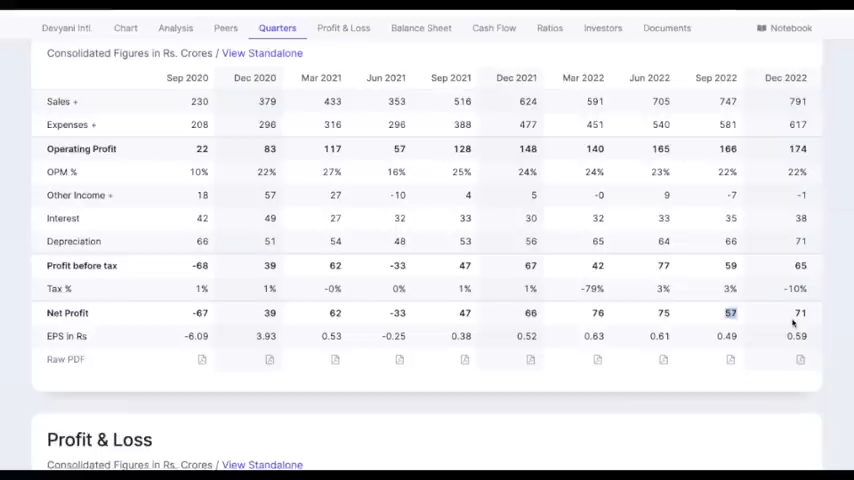 Devyani Intl Chart Analysis Peers Quarters Profit & Loss Balance Sheet Cash Flow Ratios Investors Documents Notebook
Consolidated Figures in Rs. Crores / View Standalone
Sep 2020 Dec 2020 Mar 2021 Jun 2021 Sep 2021 Dec 2021 Mar 2022 Jun 2022 Sep 2022 Dec 2022
Sales + 230 379 433 353 516 624 591 705 747 791
Expenses + 208 296 316 296 388 477 451 540 581 617
Operating Profit 22 83 117 57 128 148 140 165 166 174
OPM % 10% 22% 27% 16% 25% 24% 24% 23% 22% 22%
Other Income + 18 57 27 -10 4 5 -0 9 -7 -1
Interest 42 49 27 32 33 30 32 33 35 38
Depreciation 66 51 54 48 53 56 65 64 66 71
Profit before tax -68 39 62 -33 47 67 42 77 59 65
Tax % 1% 1% -0% 0% 1% 1% -79% 3% 3% -10%
Net Profit -67 39 62 -33 47 66 76 75 57 71
EPS in Rs -6.09 3.93 0.53 -0.25 0.38 0.52 0.63 0.61 0.49 0.59
Raw PDF
Profit & Loss
Consolidated Figures in Rs. Crores / View Standalone